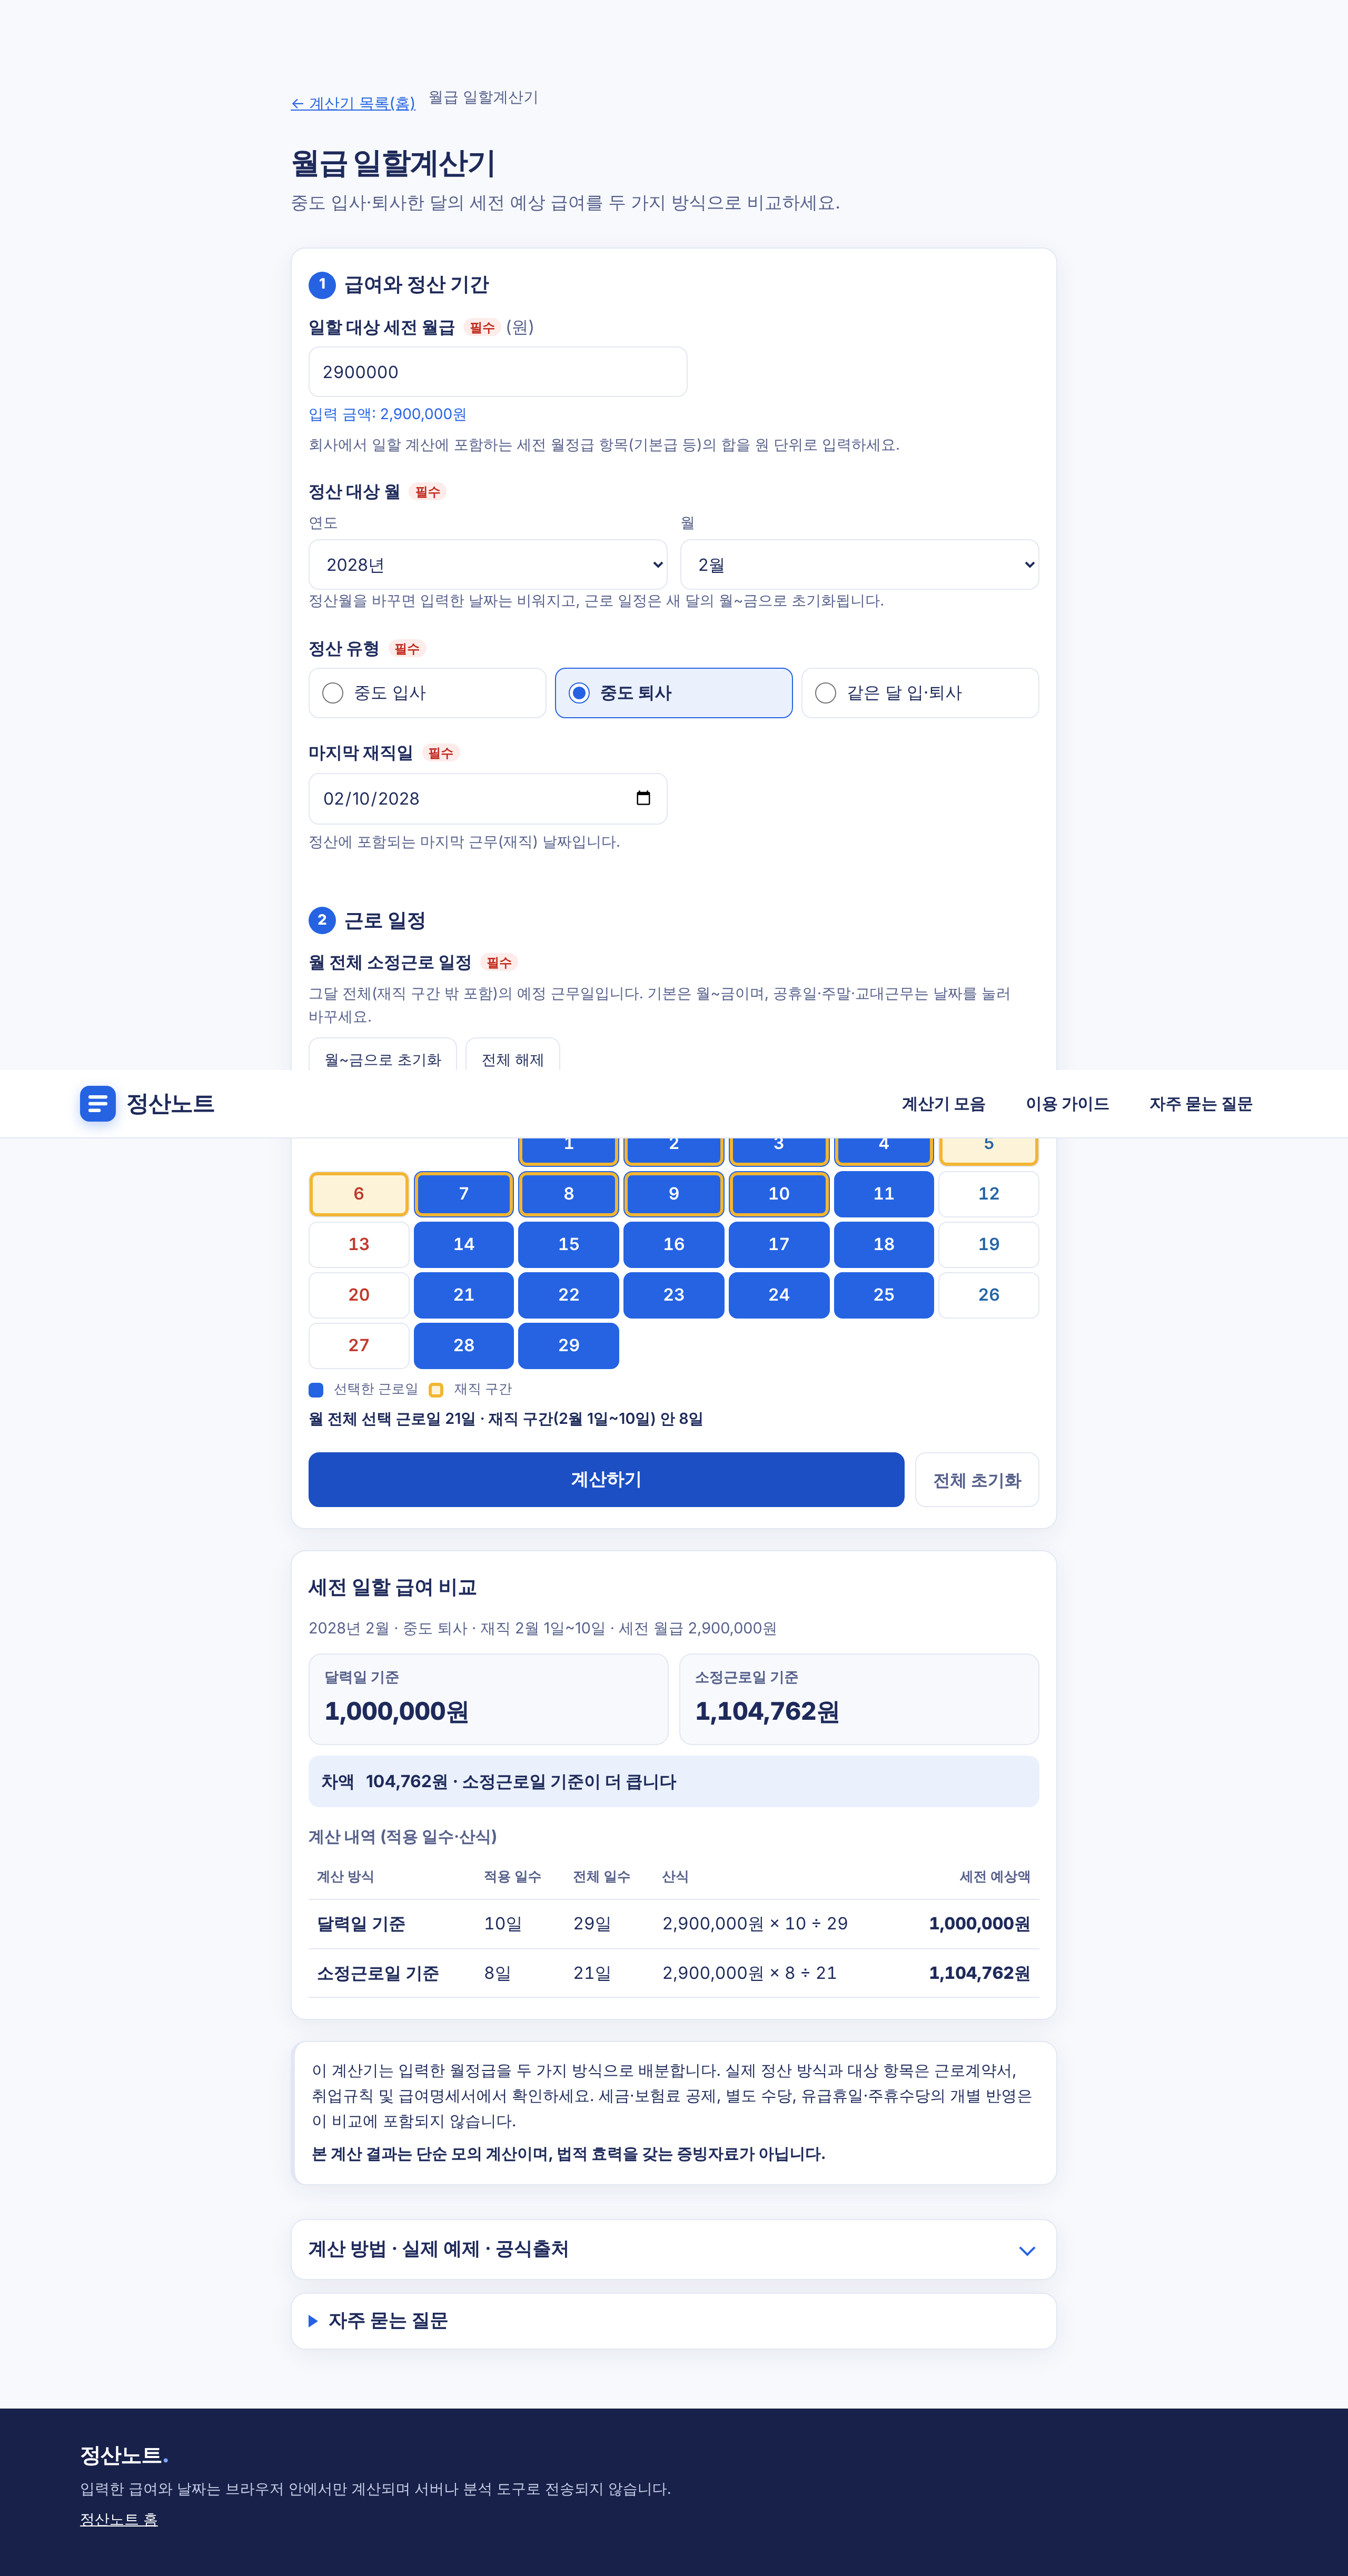 ← 계산기 목록(홈) 월급 일할계산기
월급 일할계산기
중도 입사·퇴사한 달의 세전 예상 급여를 두 가지 방식으로 비교하세요.
1 급여와 정산 기간
일할 대상 세전 월급 필수 (원)
2900000
입력 금액: 2,900,000원
회사에서 일할 계산에 포함하는 세전 월정급 항목(기본급 등)의 합을 원 단위로 입력하세요.
정산 대상 월 필수
연도 월
2028년 2월
정산월을 바꾸면 입력한 날짜는 비워지고, 근로 일정은 새 달의 월~금으로 초기화됩니다.
정산 유형 필수
중도 입사 중도 퇴사 같은 달 입·퇴사
마지막 재직일 필수
02/10/2028
정산에 포함되는 마지막 근무(재직) 날짜입니다.
2 근로 일정
월 전체 소정근로 일정 필수
그달 전체(재직 구간 밖 포함)의 예정 근무일입니다. 기본은 월~금이며, 공휴일·주말·교대근무는 날짜를 눌러
바꾸세요.
월~금으로 초기화 전체 해제
정산노트 계산기 모음 이용 가이드 자주 묻는 질문
1 2 3 4 5
6 7 8 9 10 11 12
13 14 15 16 17 18 19
20 21 22 23 24 25 26
27 28 29
선택한 근로일 재직 구간
월 전체 선택 근로일 21일 · 재직 구간(2월 1일~10일) 안 8일
계산하기 전체 초기화
세전 일할 급여 비교
2028년 2월 · 중도 퇴사 · 재직 2월 1일~10일 · 세전 월급 2,900,000원
달력일 기준 소정근로일 기준
1,000,000원 1,104,762원
차액 104,762원 · 소정근로일 기준이 더 큽니다
계산 내역 (적용 일수·산식)
계산 방식 적용 일수 전체 일수 산식 세전 예상액
달력일 기준 10일 29일 2,900,000원 × 10 ÷ 29 1,000,000원
소정근로일 기준 8일 21일 2,900,000원 × 8 ÷ 21 1,104,762원
이 계산기는 입력한 월정급을 두 가지 방식으로 배분합니다. 실제 정산 방식과 대상 항목은 근로계약서,
취업규칙 및 급여명세서에서 확인하세요. 세금·보험료 공제, 별도 수당, 유급휴일·주휴수당의 개별 반영은
이 비교에 포함되지 않습니다.
본 계산 결과는 단순 모의 계산이며, 법적 효력을 갖는 증빙자료가 아닙니다.
계산 방법 · 실제 예제 · 공식출처
자주 묻는 질문
정산노트.
입력한 급여와 날짜는 브라우저 안에서만 계산되며 서버나 분석 도구로 전송되지 않습니다.
정산노트 홈